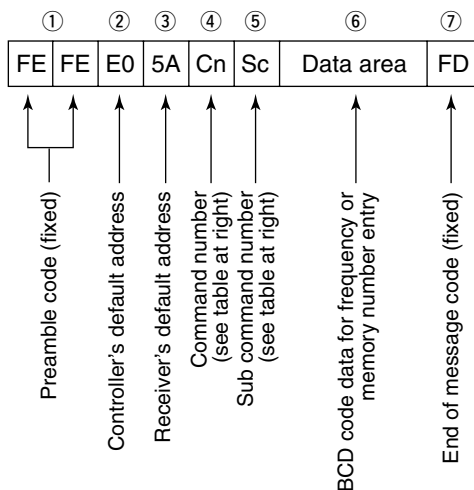 ① ② ③ ④ ⑤ ⑥ ⑦
FE FE E0 5A Cn Sc Data area FD
Preamble code (fixed)
Controller's default address
Receiver's default address
Command number
(see table at right)
Sub command number
(see table at right)
BCD code data for frequency or
memory number entry
End of message code (fixed)